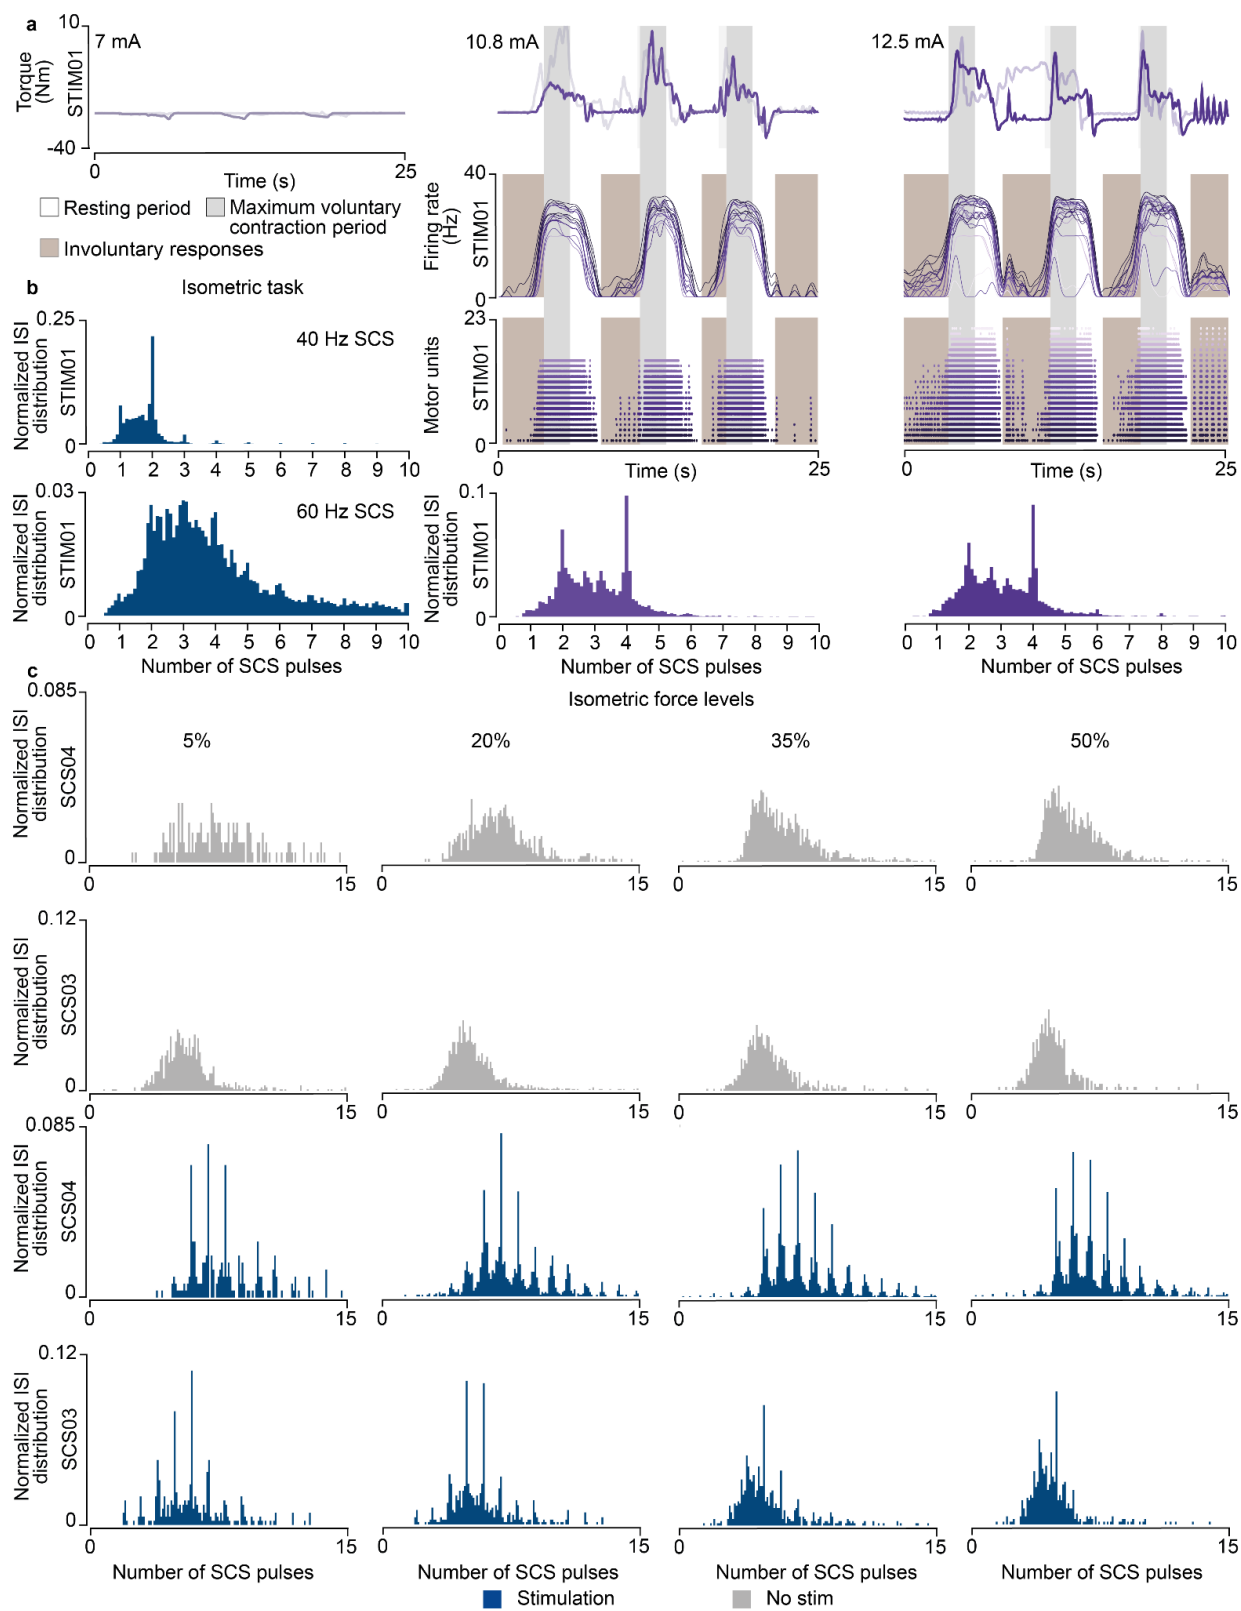 a
10
7 mA
10.8 mA
12.5 mA
Torque
(Nm)
STIM01
-40
0
25
Time (s)
Resting period
Maximum voluntary
contraction period
Involuntary responses
40
Firing rate
(Hz)
STIM01
0
23
Motor units
STIM01
0
0
25
Time (s)
0
25
Time (s)
b
Isometric task
0.25
40 Hz SCS
Normalized ISI
distribution
STIM01
0
0 1 2 3 4 5 6 7 8 9 10
0.03
60 Hz SCS
Normalized ISI
distribution
STIM01
0
0 1 2 3 4 5 6 7 8 9 10
Number of SCS pulses
0.1
Normalized ISI
distribution
STIM01
0
0 1 2 3 4 5 6 7 8 9 10
Number of SCS pulses
0 1 2 3 4 5 6 7 8 9 10
Number of SCS pulses
c
Isometric force levels
0.085
5%
20%
35%
50%
Normalized ISI
distribution
SCS04
0
0 15 0 15 0 15 0 15
0.12
Normalized ISI
distribution
SCS03
0
0 15 0 15 0 15 0 15
0.085
Normalized ISI
distribution
SCS04
0
0 15 0 15 0 15 0 15
0.12
Normalized ISI
distribution
SCS03
0
0 15 0 15 0 15 0 15
Number of SCS pulses Number of SCS pulses Number of SCS pulses Number of SCS pulses
Stimulation
No stim